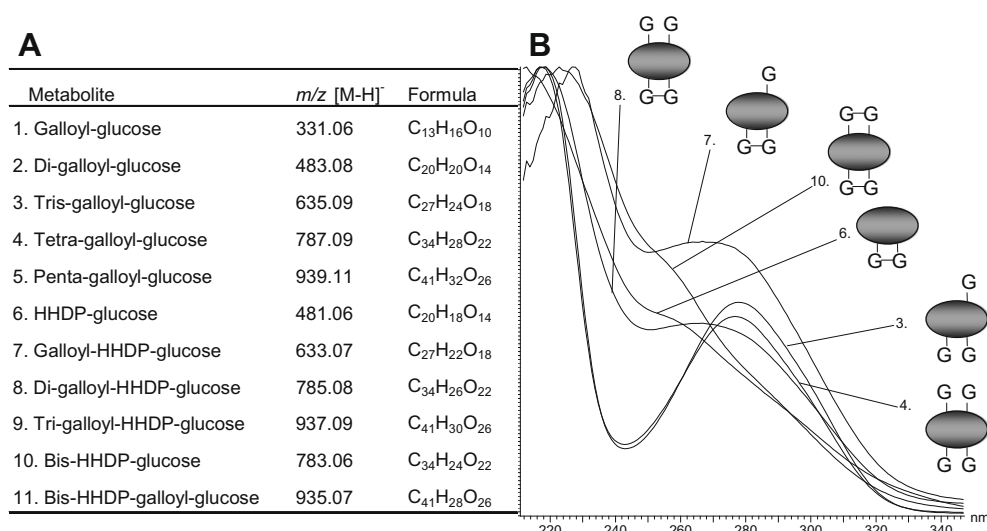 A
Metabolite m/z [M-H]- Formula
1. Galloyl-glucose 331.06 C13H16O10
2. Di-galloyl-glucose 483.08 C20H20O14
3. Tris-galloyl-glucose 635.09 C27H24O18
4. Tetra-galloyl-glucose 787.09 C34H28O22
5. Penta-galloyl-glucose 939.11 C41H32O26
6. HHDP-glucose 481.06 C20H18O14
7. Galloyl-HHDP-glucose 633.07 C27H22O18
8. Di-galloyl-HHDP-glucose 785.08 C34H26O22
9. Tri-galloyl-HHDP-glucose 937.09 C41H30O26
10. Bis-HHDP-glucose 783.06 C34H24O22
11. Bis-HHDP-galloyl-glucose 935.07 C41H28O26
B
G G
8.
G G
G
7.
G G
G G
10.
G G
6.
G G
G
3.
G G
G G
4.
G G
220 260 280 300 320 340 nm